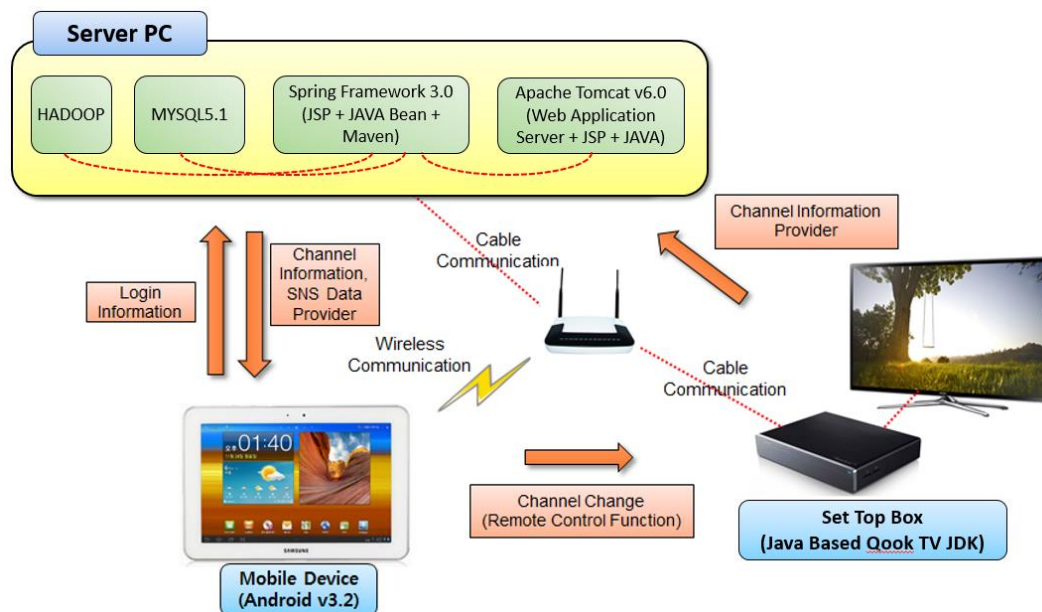 Server PC
HADOOP
MYSQL5.1
Spring Framework 3.0
(JSP + JAVA Bean +
Maven)
Apache Tomcat v6.0
(Web Application
Server + JSP + JAVA)
Channel Information
Provider
Cable
Communication
Login
Information
Channel
Information,
SNS Data
Provider
Wireless
Communication
Cable
Communication
오후
01:40
SAMSUNG
Channel Change
(Remote Control Function)
Set Top Box
(Java Based Qook TV JDK)
Mobile Device
(Android v3.2)